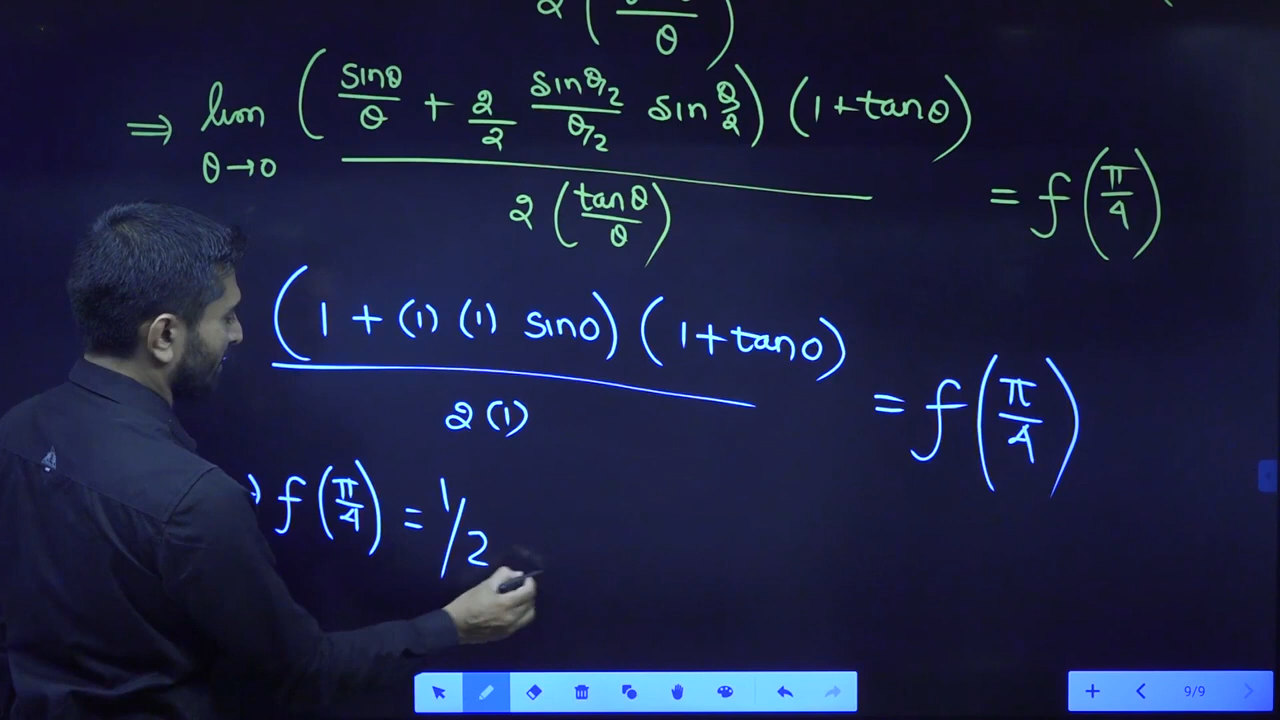 2 ( / θ )
⇒ lim θ→0 ( sinθ/θ + 2/2 sinθ/2 / θ/2 sin θ/2 ) (1+tanθ) / 2 ( tanθ/θ ) = f(π/4)
(1 + (1) (1) sin0) (1+tan0) / 2(1) = f(π/4)
f(π/4) = 1/2
9/9